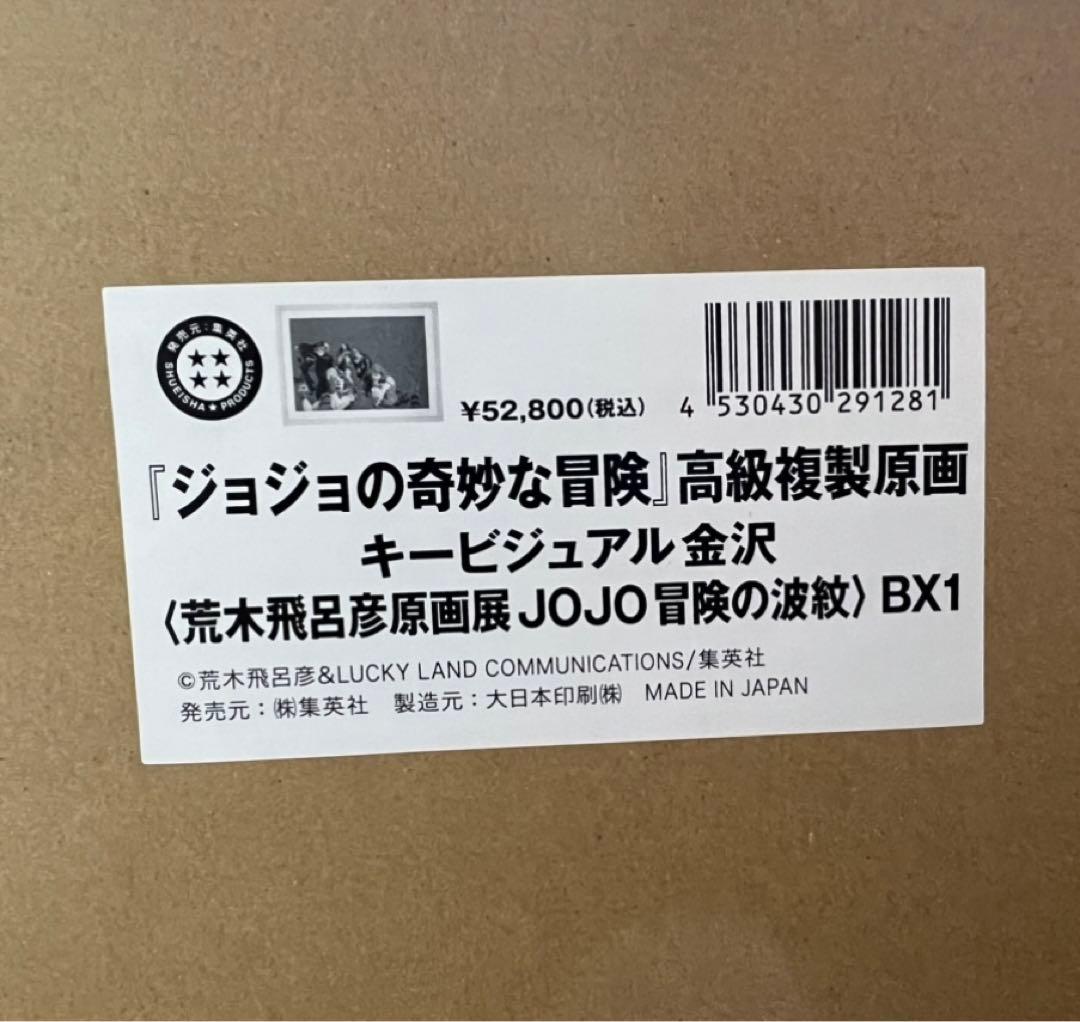 発売元：集英社
SHUEISHA★PRODUCTS
¥52,800(税込)
4 530430 291281
『ジョジョの奇妙な冒険』高級複製原画
キービジュアル 金沢
〈荒木飛呂彦原画展 JOJO 冒険の波紋〉 BX1
©荒木飛呂彦&LUCKY LAND COMMUNICATIONS/集英社
発売元：㈱集英社　製造元：大日本印刷㈱　MADE IN JAPAN